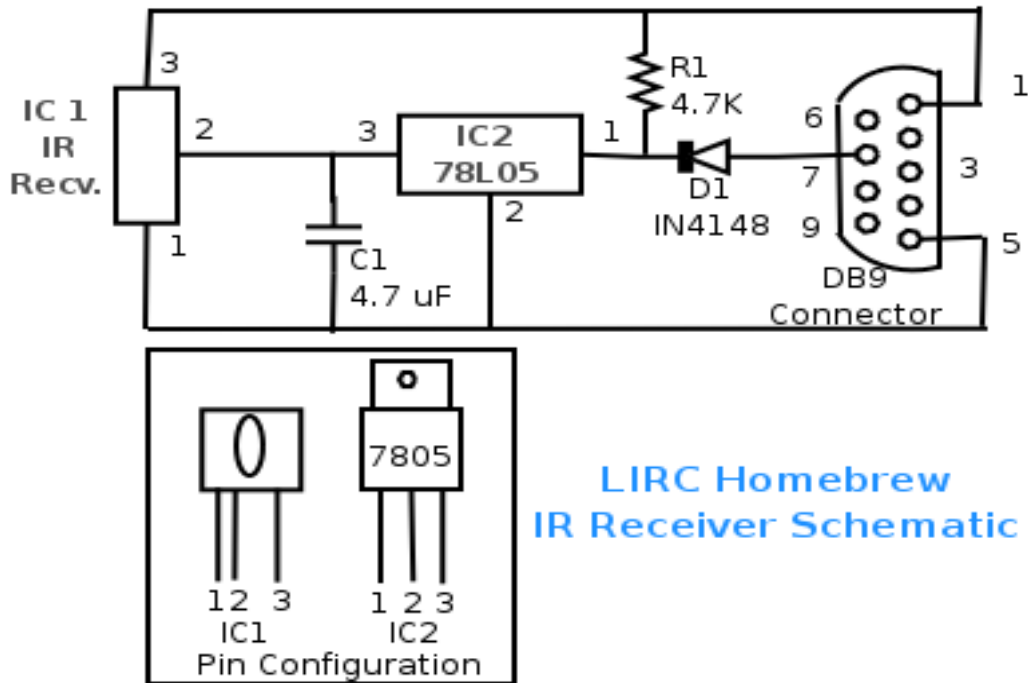 3
IC 1
IR
Recv.
2
1
3
IC2
78L05
1
2
C1
4.7 uF
R1
4.7K
D1
IN4148
6
7
9
1
3
5
DB9
Connector
7805
12 3
1 2 3
IC1
IC2
Pin Configuration
LIRC Homebrew
IR Receiver Schematic